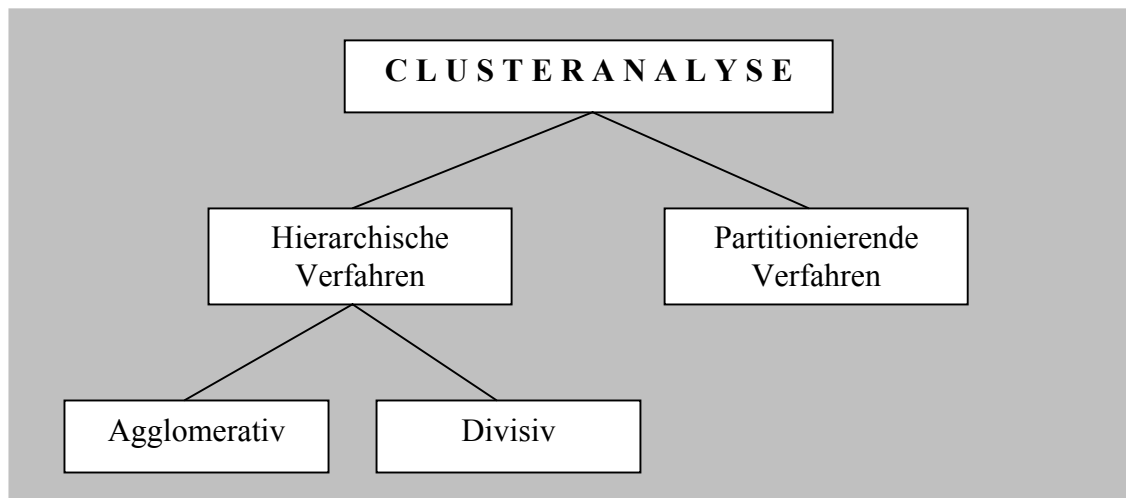 C L U S T E R A N A L Y S E
Hierarchische
Verfahren
Partitionierende
Verfahren
Agglomerativ
Divisiv